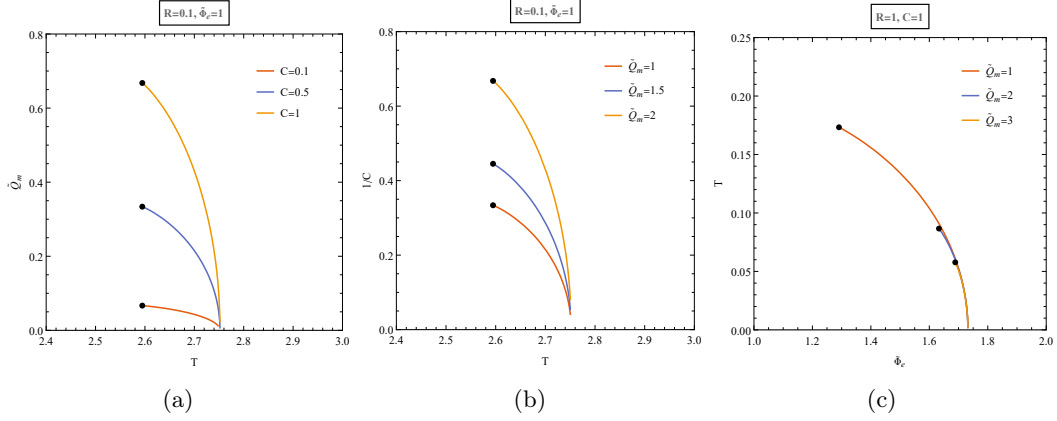 R=0.1, Φ̃ₑ=1
0.8
0.6
0.4
0.2
0.0
Q̃ₘ
C=0.1
C=0.5
C=1
2.4 2.5 2.6 2.7 2.8 2.9 3.0
T
(a)
R=0.1, Φ̃ₑ=1
0.8
0.6
0.4
0.2
0.0
1/C
Q̃ₘ=1
Q̃ₘ=1.5
Q̃ₘ=2
2.4 2.5 2.6 2.7 2.8 2.9 3.0
T
(b)
R=1, C=1
0.25
0.20
0.15
0.10
0.05
0.00
T
Q̃ₘ=1
Q̃ₘ=2
Q̃ₘ=3
1.0 1.2 1.4 1.6 1.8 2.0
Φ̃ₑ
(c)